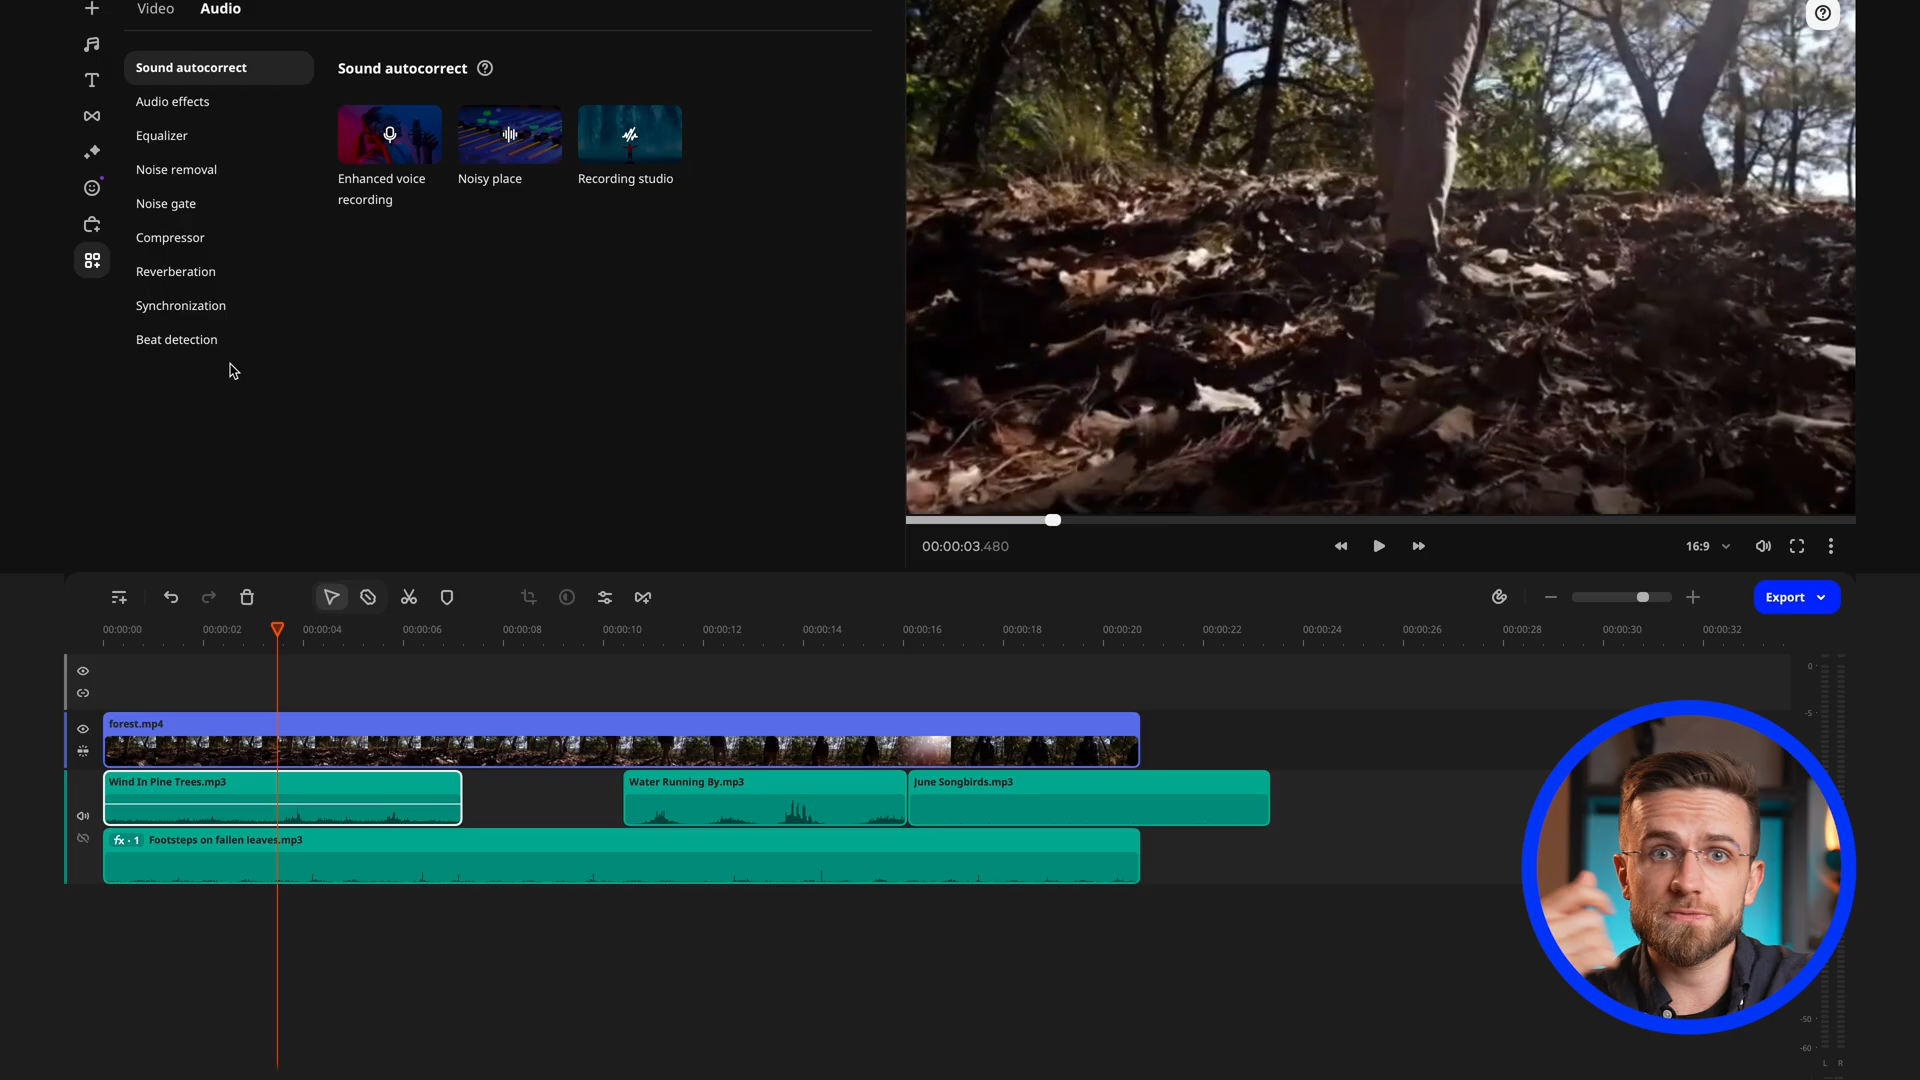 Video Audio
Sound autocorrect
Audio effects
Equalizer
Noise removal
Noise gate
Compressor
Reverberation
Synchronization
Beat detection
Sound autocorrect
Enhanced voice
recording
Noisy place
Recording studio
00:00:03.480
16:9
Export
00:00:00 00:00:02 00:00:04 00:00:06 00:00:08 00:00:10 00:00:12 00:00:14 00:00:16 00:00:18 00:00:20 00:00:22 00:00:24 00:00:26 00:00:28 00:00:30 00:00:32
forest.mp4
Wind In Pine Trees.mp3
Water Running By.mp3
June Songbirds.mp3
fx · 1 Footsteps on fallen leaves.mp3
0
-5
-50
-60
L R